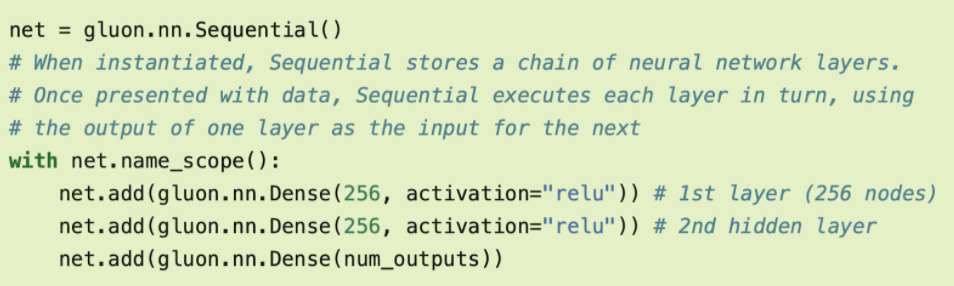 net = gluon.nn.Sequential()
# When instantiated, Sequential stores a chain of neural network layers.
# Once presented with data, Sequential executes each layer in turn, using
# the output of one layer as the input for the next
with net.name_scope():
    net.add(gluon.nn.Dense(256, activation="relu")) # 1st layer (256 nodes)
    net.add(gluon.nn.Dense(256, activation="relu")) # 2nd hidden layer
    net.add(gluon.nn.Dense(num_outputs))